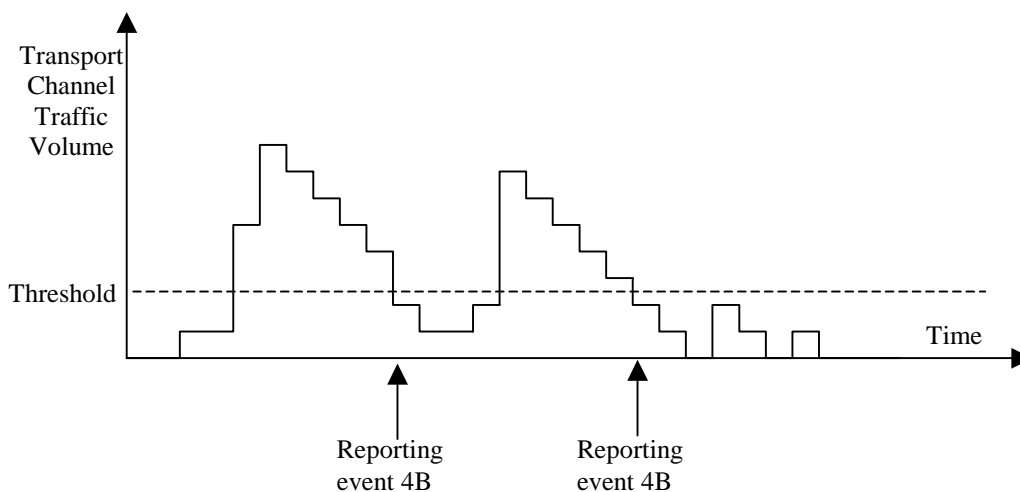 Transport
Channel
Traffic
Volume
Threshold
Time
Reporting
event 4B
Reporting
event 4B